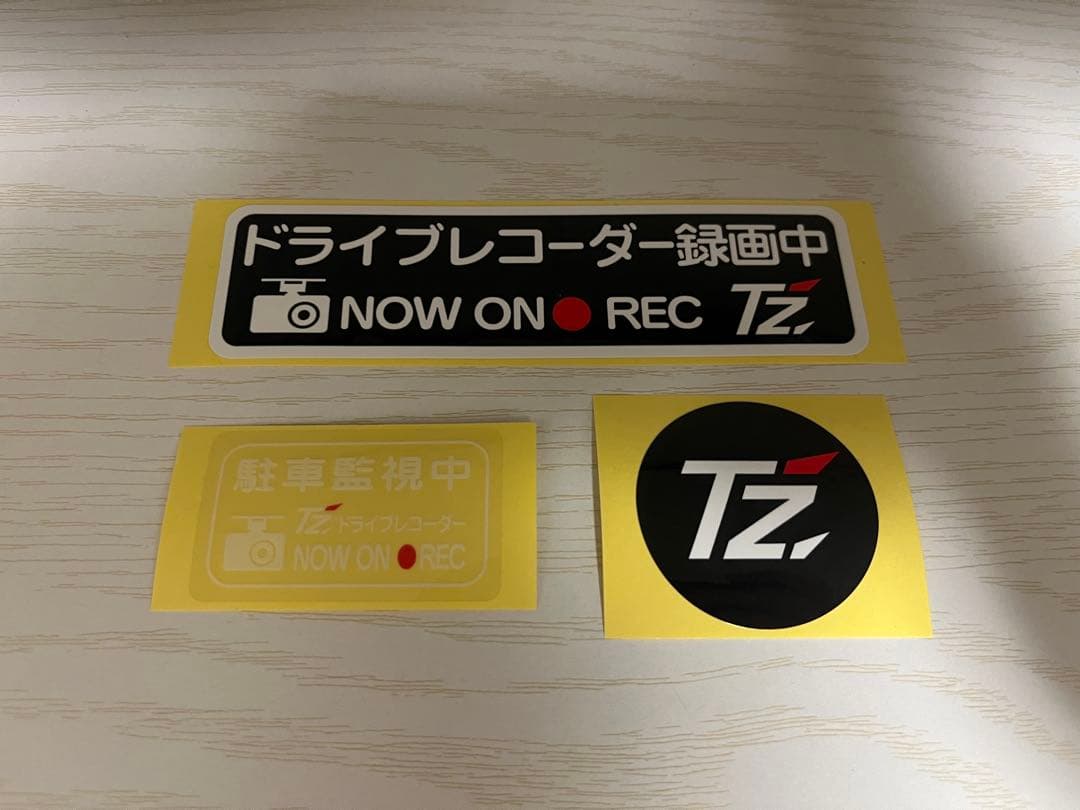 ドライブレコーダー録画中
NOW ON REC Tz.
駐車監視中
Tz. ドライブレコーダー
NOW ON REC
Tz.